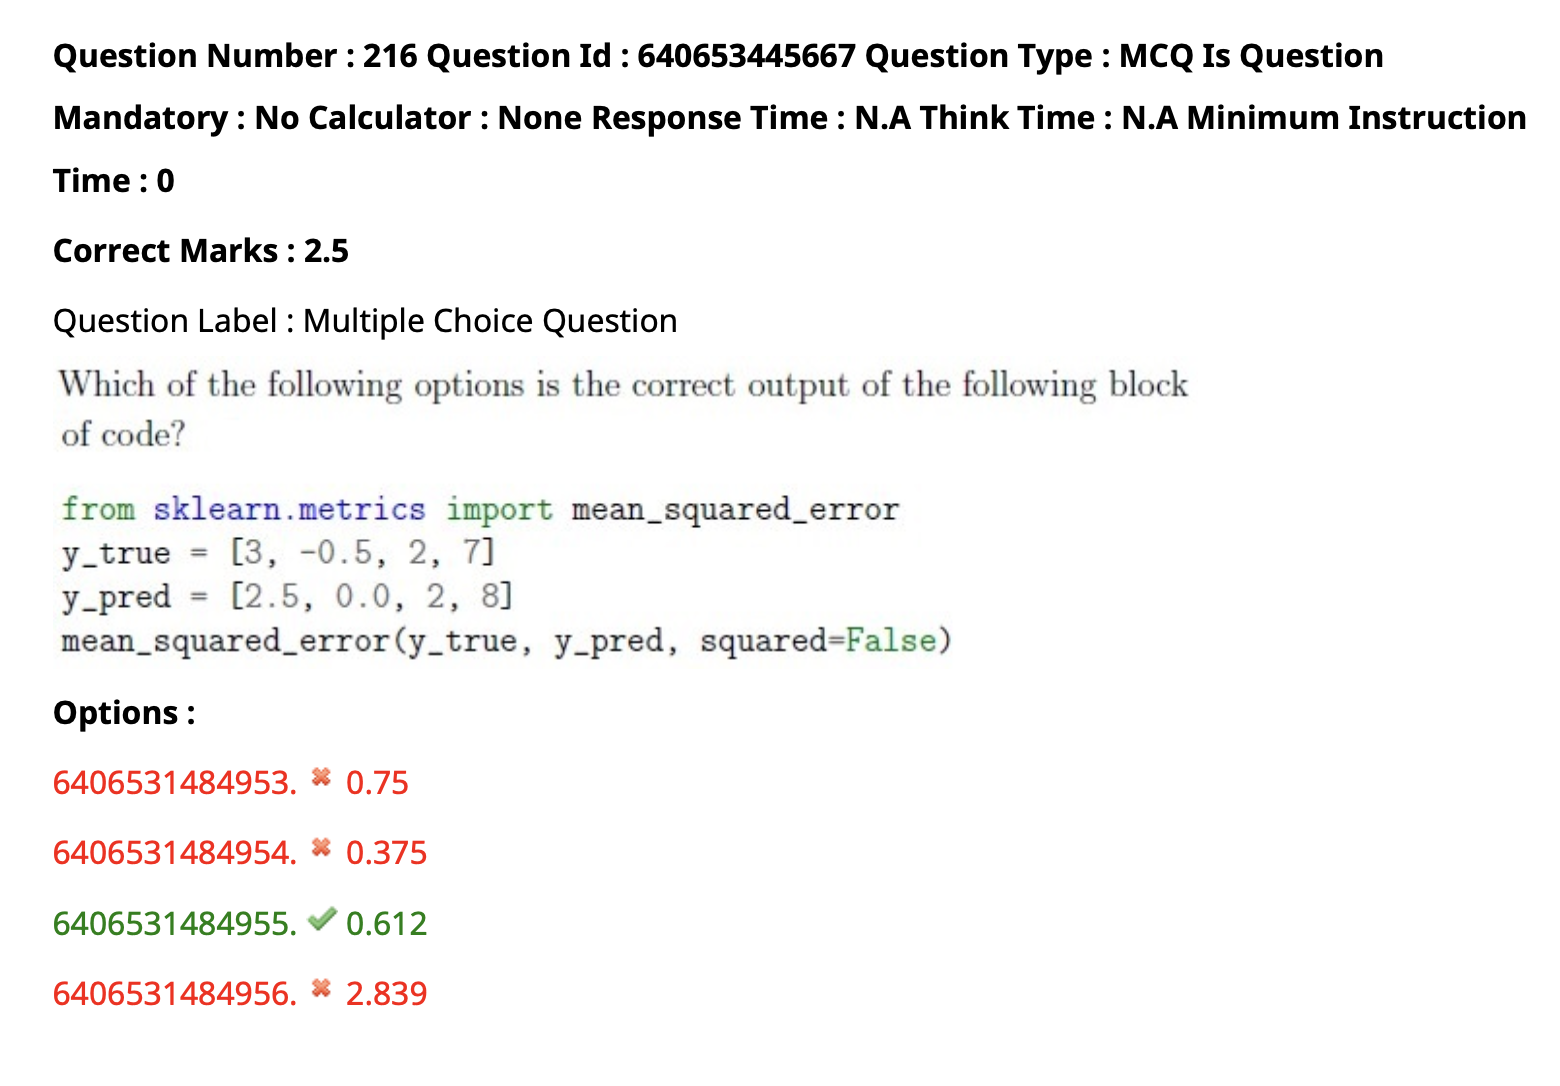 Question Number : 216 Question Id : 640653445667 Question Type : MCQ Is Question
Mandatory : No Calculator : None Response Time : N.A Think Time : N.A Minimum Instruction
Time : 0
Correct Marks : 2.5
Question Label : Multiple Choice Question
Which of the following options is the correct output of the following block
of code?
from sklearn.metrics import mean_squared_error
y_true = [3, -0.5, 2, 7]
y_pred = [2.5, 0.0, 2, 8]
mean_squared_error(y_true, y_pred, squared=False)
Options :
6406531484953. ✖ 0.75
6406531484954. ✖ 0.375
6406531484955. ✔ 0.612
6406531484956. ✖ 2.839